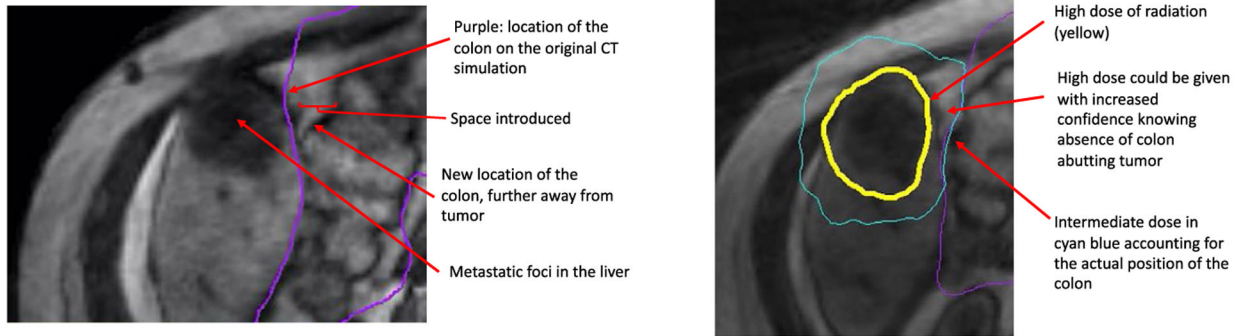 Purple: location of the
colon on the original CT
simulation
Space introduced
New location of the
colon, further away from
tumor
Metastatic foci in the liver
High dose of radiation
(yellow)
High dose could be given
with increased
confidence knowing
absence of colon
abutting tumor
Intermediate dose in
cyan blue accounting for
the actual position of the
colon